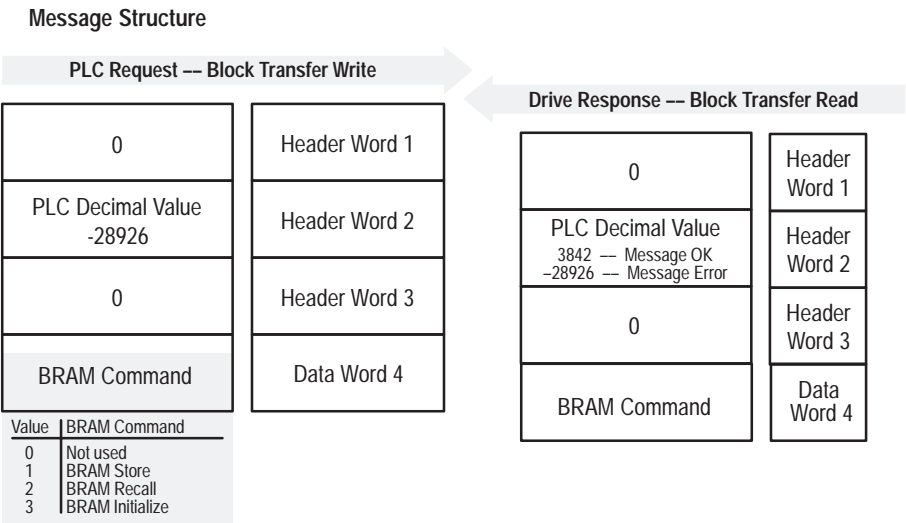 Message Structure
PLC Request –– Block Transfer Write
0
Header Word 1
PLC Decimal Value
-28926
Header Word 2
0
Header Word 3
BRAM Command
Data Word 4
Value BRAM Command
0 Not used
1 BRAM Store
2 BRAM Recall
3 BRAM Initialize
Drive Response –– Block Transfer Read
0
Header
Word 1
PLC Decimal Value
3842 –– Message OK
–28926 –– Message Error
Header
Word 2
0
Header
Word 3
BRAM Command
Data
Word 4